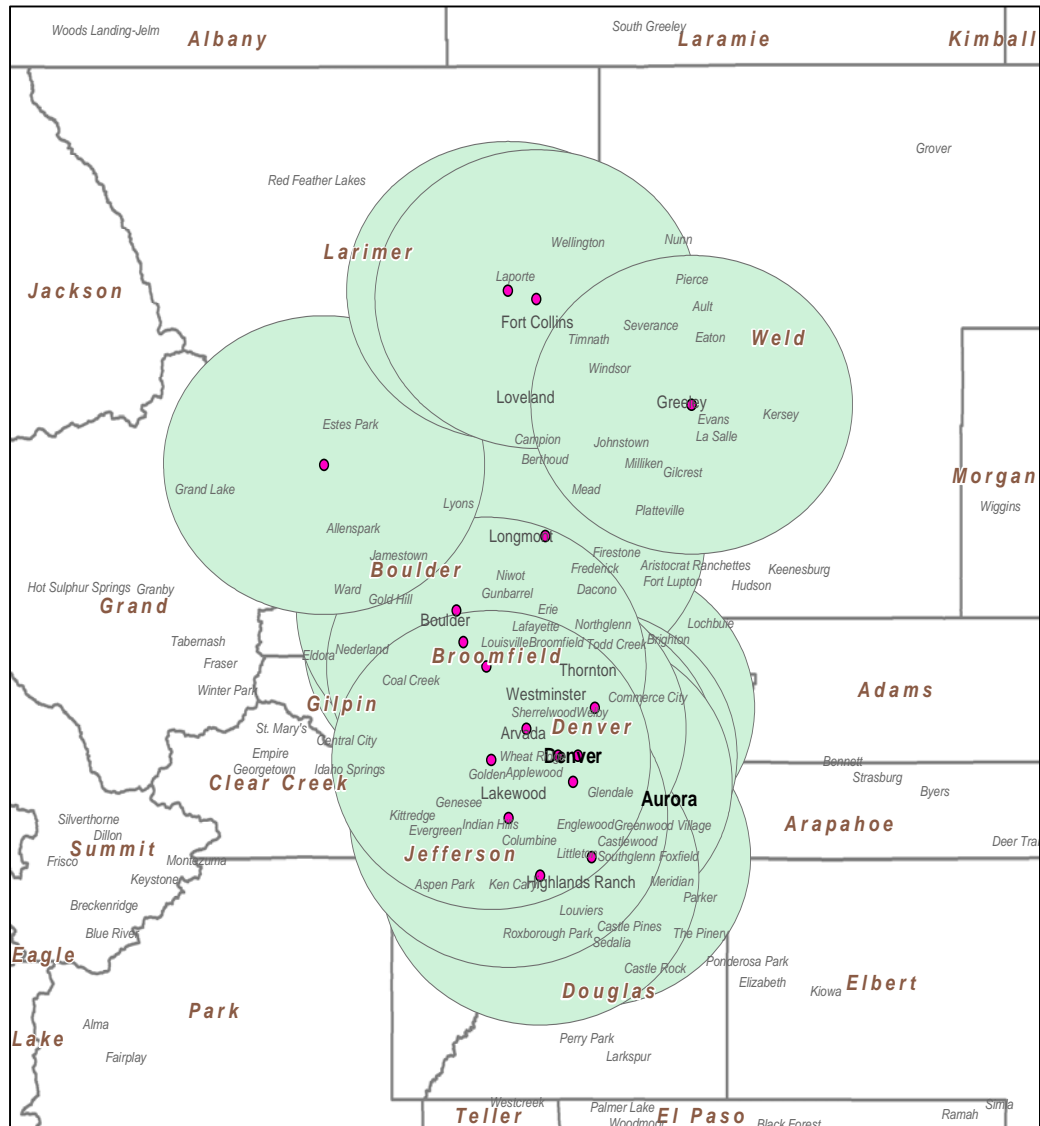 Woods Landing-Jelm
South Greeley
Albany
Laramie
Kimball
Grover
Red Feather Lakes
Wellington
Nunn
Larimer
Laporte
Pierce
Jackson
Ault
Fort Collins
Severance
Timnath
Eaton
Weld
Windsor
Loveland
Greeley
Kersey
Evans
Estes Park
La Salle
Campion
Johnstown
Berthoud
Milliken
Gilcrest
Morgan
Grand Lake
Mead
Lyons
Wiggins
Platteville
Allenspark
Longmont
Firestone
Jamestown
Aristocrat Ranchettes
Boulder
Frederick
Keenesburg
Niwot
Fort Lupton
Hudson
Hot Sulphur Springs
Granby
Ward
Gunbarrel
Dacono
Gold Hill
Grand
Erie
Boulder
Lafayette
Northglenn
Lochbuie
Tabernash
Louisville
Broomfield
Todd Creek
Brighton
Eldora
Nederland
Broomfield
Fraser
Thornton
Coal Creek
Winter Park
Westminster
Commerce City
Adams
Gilpin
Sherrelwood
Welby
St. Mary's
Arvada
Denver
Central City
Empire
Wheat Ridge
Denver
Bennett
Georgetown
Idaho Springs
Golden
Applewood
Strasburg
Clear Creek
Lakewood
Glendale
Aurora
Byers
Genesee
Silverthorne
Kittredge
Indian Hills
Englewood
Greenwood Village
Arapahoe
Dillon
Evergreen
Columbine
Castlewood
Deer Trai
Summit
Jefferson
Littleton
Southglenn
Foxfield
Frisco
Montezuma
Keystone
Aspen Park
Ken Caryl
Highlands Ranch
Meridian
Parker
Breckenridge
Louviers
Blue River
Roxborough Park
Castle Pines
The Pinery
Sedalia
Eagle
Castle Rock
Ponderosa Park
Elizabeth
Elbert
Douglas
Kiowa
Park
Alma
Lake
Perry Park
Fairplay
Larkspur
Westcreek
Palmer Lake
Simla
Teller
El Paso
Ramah
Woodmoor
Black Forest